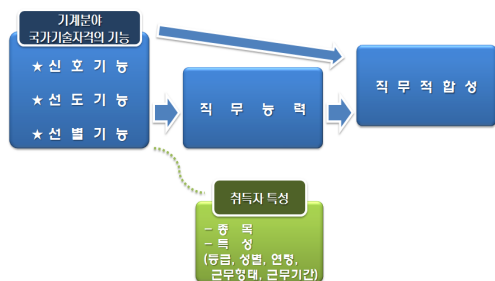 기계분야
국가기술자격의 기능
★ 신 호 기 능
★ 선 도 기 능
★ 선 별 기 능
직 무 능 력
직 무 적 합 성
취득자 특성
- 종 목
- 특 성
(등급, 성별, 연령,
근무형태, 근무기간)